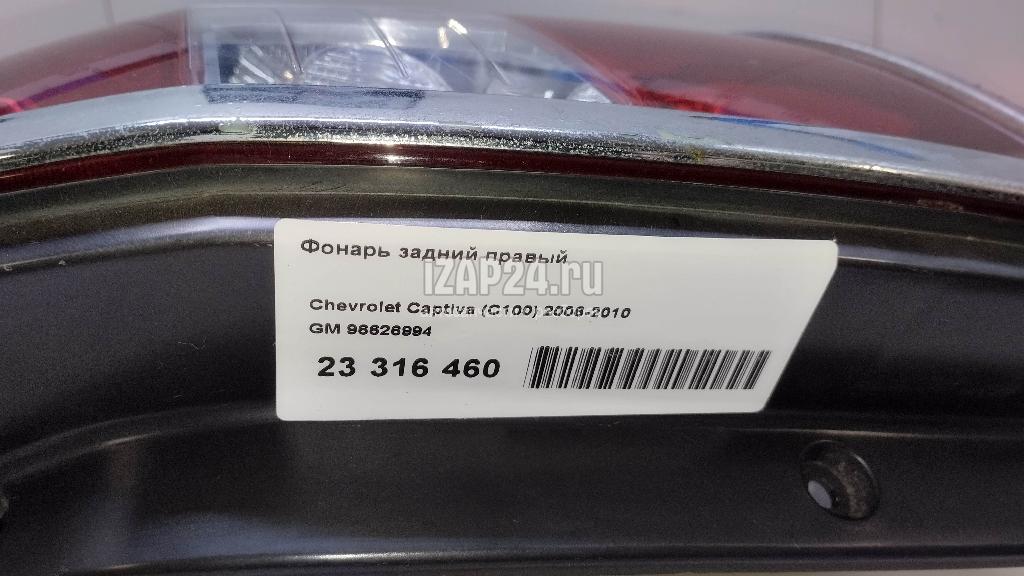 Фонарь задний правый
IZAP24.ru
Chevrolet Captiva (C100) 2006-2010
GM 96626994
23 316 460